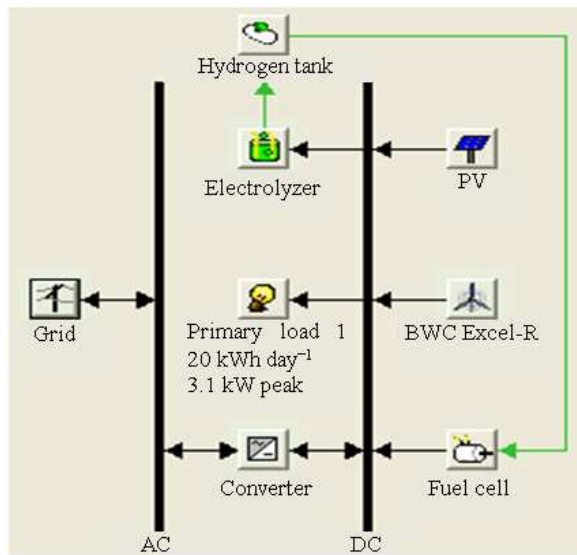 Hydrogen tank
Electrolyzer
PV
Grid
Primary load 1
20 kWh day⁻¹
3.1 kW peak
BWC Excel-R
Converter
Fuel cell
AC
DC